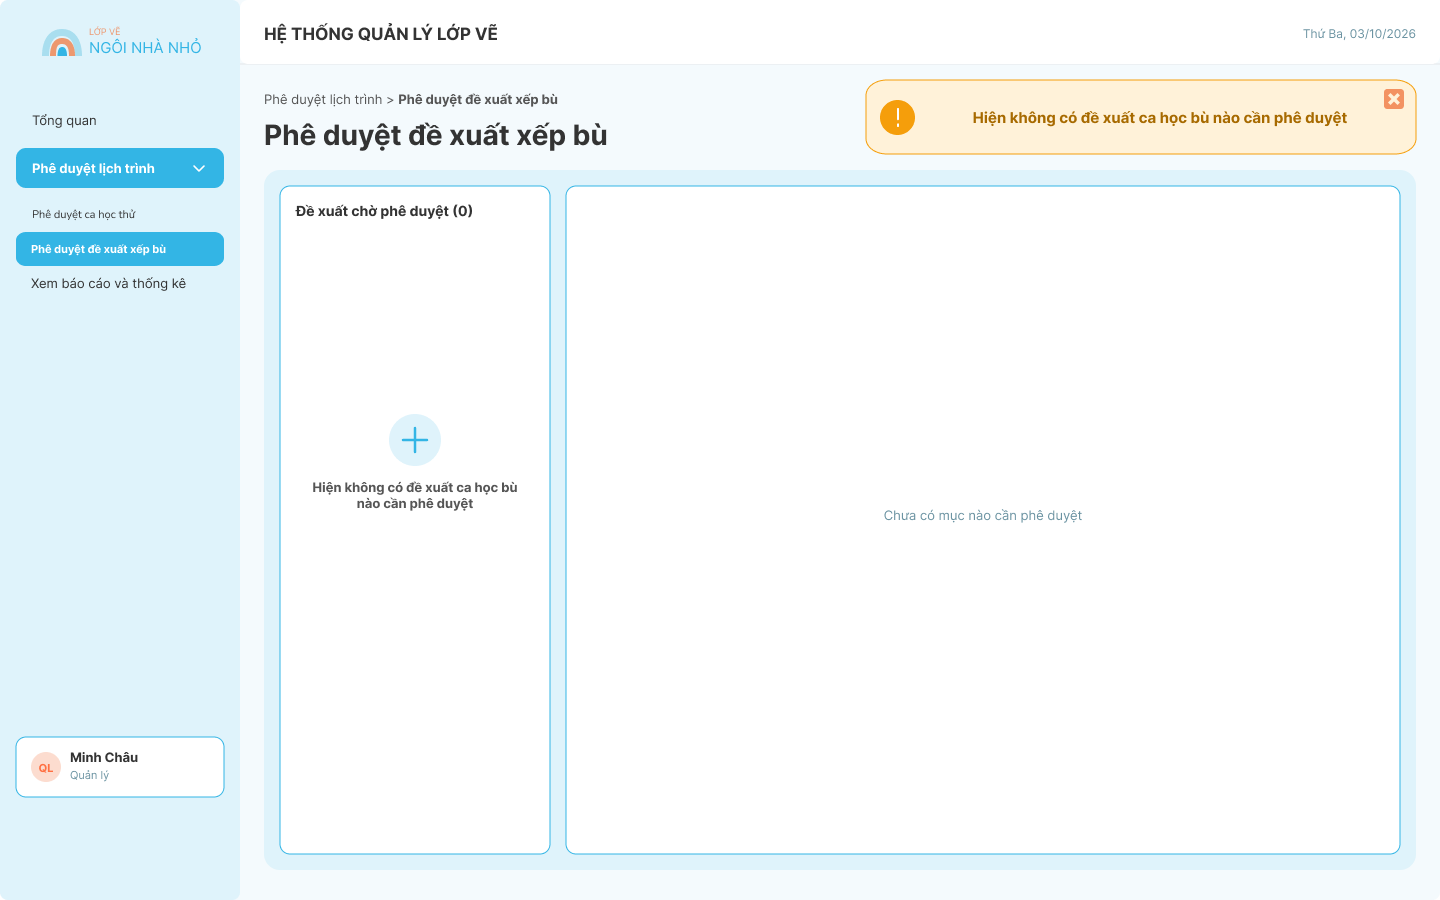 LỚP VẼ
NGÔI NHÀ NHỎ
Tổng quan
Phê duyệt lịch trình
Phê duyệt ca học thử
Phê duyệt đề xuất xếp bù
Xem báo cáo và thống kê
QL
Minh Châu
Quản lý
HỆ THỐNG QUẢN LÝ LỚP VẼ
Thứ Ba, 03/10/2026
Phê duyệt lịch trình > Phê duyệt đề xuất xếp bù
Phê duyệt đề xuất xếp bù
Hiện không có đề xuất ca học bù nào cần phê duyệt
Đề xuất chờ phê duyệt (0)
Hiện không có đề xuất ca học bù
nào cần phê duyệt
Chưa có mục nào cần phê duyệt